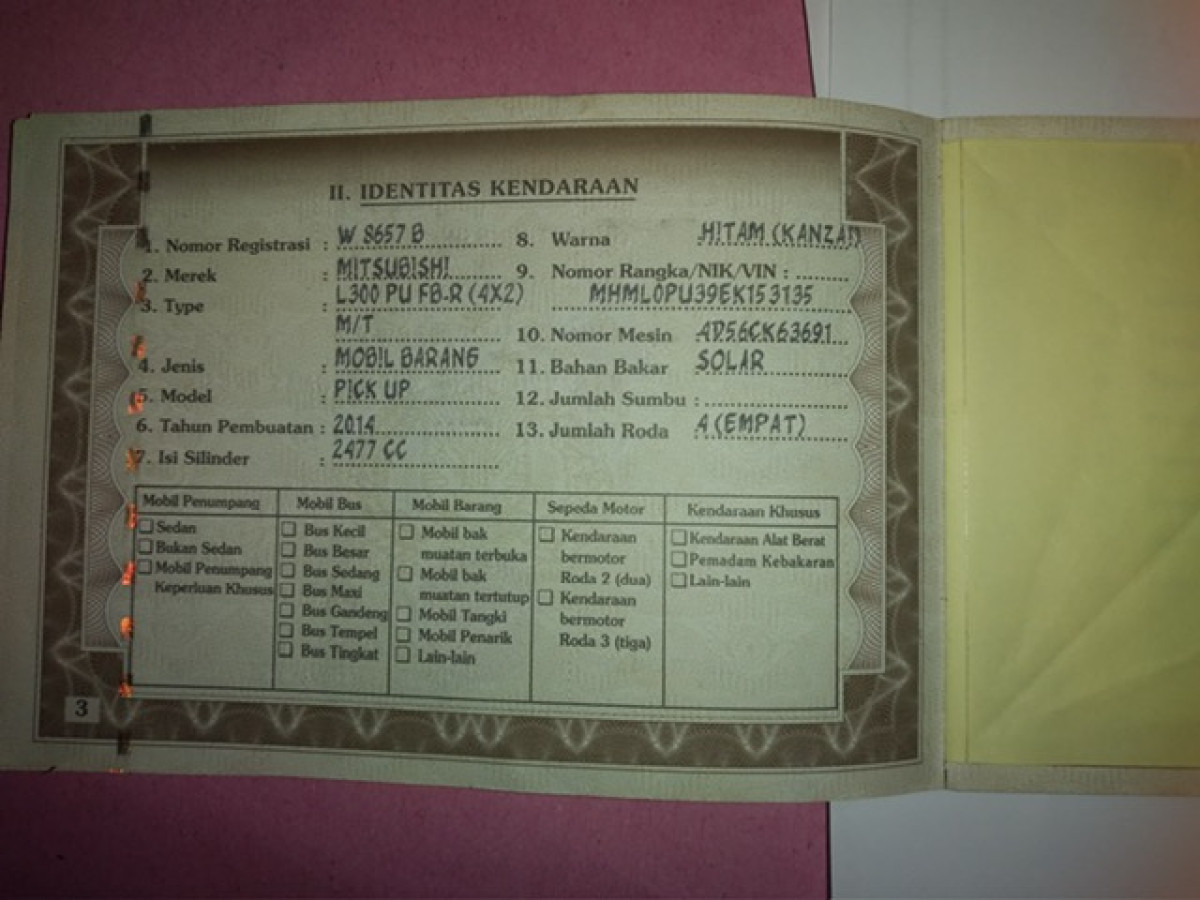 II. IDENTITAS KENDARAAN
1. Nomor Registrasi : W 8657 B
2. Merek : MITSUBISHI
3. Type : L300 PU FB-R (4X2)
M/T
4. Jenis : MOBIL BARANG
5. Model : PICK UP
6. Tahun Pembuatan : 2014
7. Isi Silinder : 2477 CC
8. Warna HITAM (KANZAI)
9. Nomor Rangka/NIK/VIN :
MHML0PU39EK153135
10. Nomor Mesin 4D56CK63691
11. Bahan Bakar SOLAR
12. Jumlah Sumbu :
13. Jumlah Roda 4 (EMPAT)
Mobil Penumpang
Sedan
Bukan Sedan
Mobil Penumpang
Keperluan Khusus
Mobil Bus
Bus Kecil
Bus Besar
Bus Sedang
Bus Maxi
Bus Gandeng
Bus Tempel
Bus Tingkat
Mobil Barang
Mobil bak
muatan terbuka
Mobil bak
muatan tertutup
Mobil Tangki
Mobil Penarik
Lain-lain
Sepeda Motor
Kendaraan
bermotor
Roda 2 (dua)
Kendaraan
bermotor
Roda 3 (tiga)
Kendaraan Khusus
Kendaraan Alat Berat
Pemadam Kebakaran
Lain-lain
3